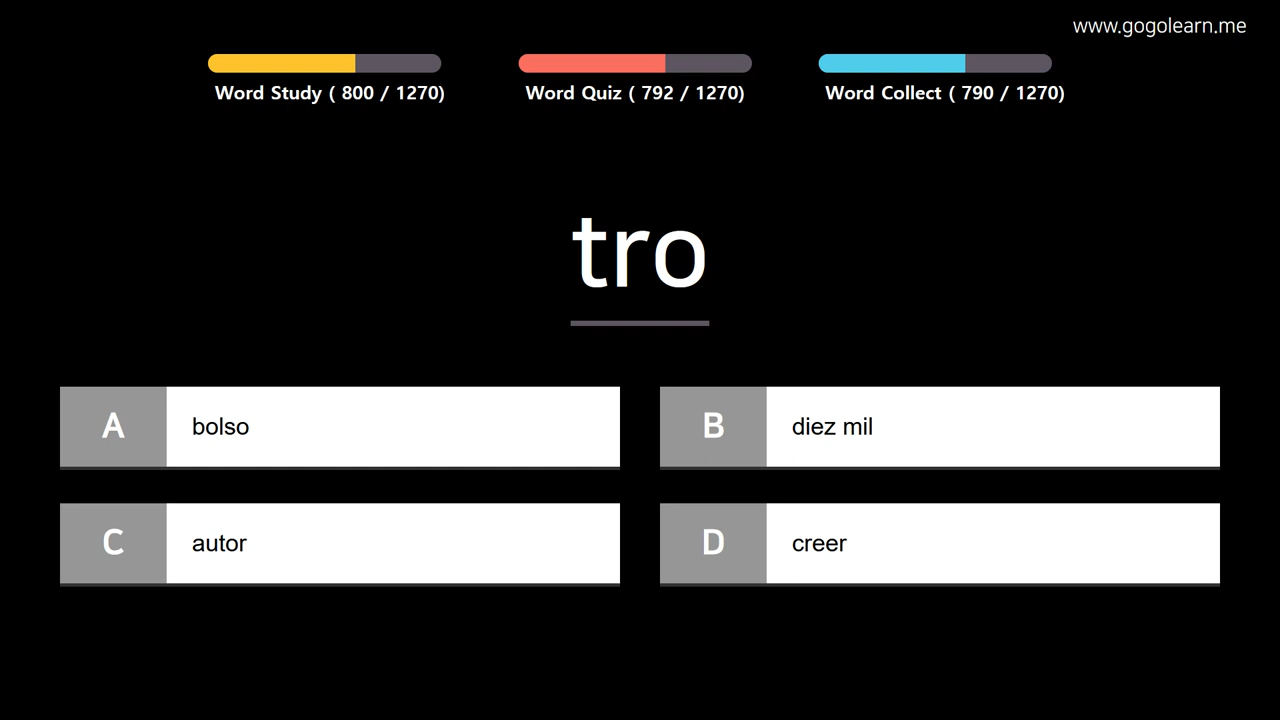 www.gogolearn.me
Word Study ( 800 / 1270)
Word Quiz ( 792 / 1270)
Word Collect ( 790 / 1270)
tro
A bolso
B diez mil
C autor
D creer